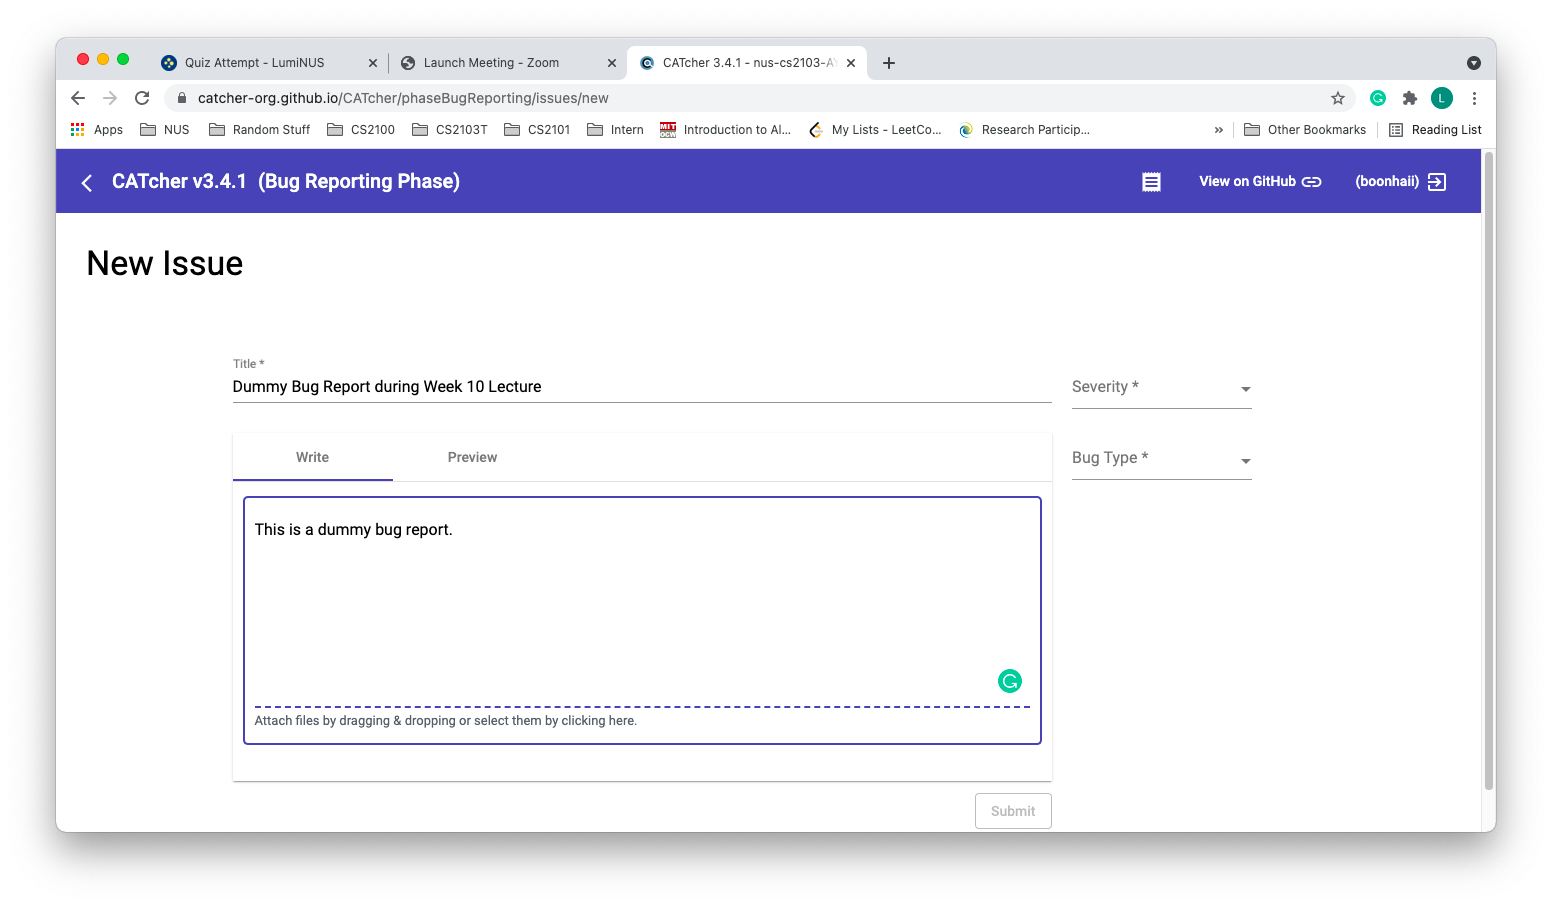 Quiz Attempt - LumiNUS
Launch Meeting - Zoom
CATcher 3.4.1 - nus-cs2103-AY
catcher-org.github.io/CATcher/phaseBugReporting/issues/new
L
Apps NUS Random Stuff CS2100 CS2103T CS2101 Intern Introduction to Al... My Lists - LeetCo... Research Particip... » Other Bookmarks Reading List
CATcher v3.4.1 (Bug Reporting Phase)
View on GitHub
(boonhaii)
New Issue
Title *
Dummy Bug Report during Week 10 Lecture
Severity *
Write Preview
Bug Type *
This is a dummy bug report.
Attach files by dragging & dropping or select them by clicking here.
Submit